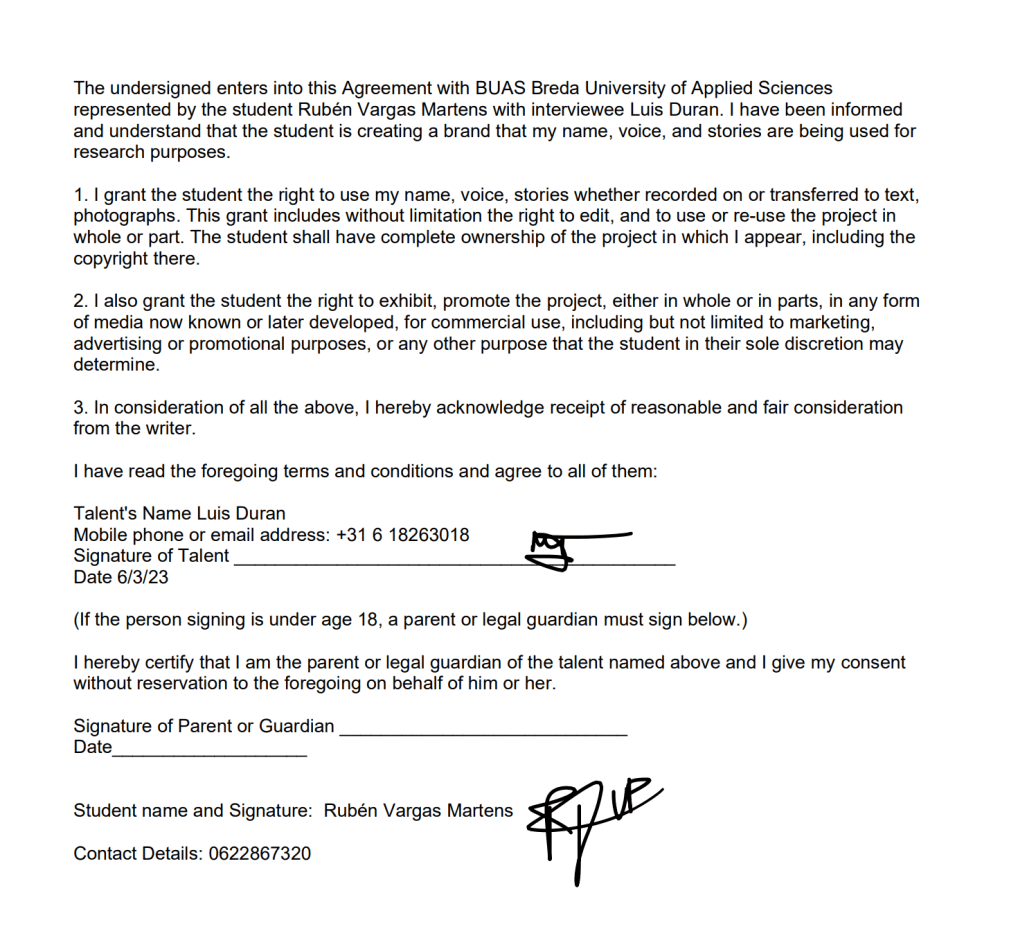 The undersigned enters into this Agreement with BUAS Breda University of Applied Sciences
represented by the student Rubén Vargas Martens with interviewee Luis Duran. I have been informed
and understand that the student is creating a brand that my name, voice, and stories are being used for
research purposes.
1. I grant the student the right to use my name, voice, stories whether recorded on or transferred to text,
photographs. This grant includes without limitation the right to edit, and to use or re-use the project in
whole or part. The student shall have complete ownership of the project in which I appear, including the
copyright there.
2. I also grant the student the right to exhibit, promote the project, either in whole or in parts, in any form
of media now known or later developed, for commercial use, including but not limited to marketing,
advertising or promotional purposes, or any other purpose that the student in their sole discretion may
determine.
3. In consideration of all the above, I hereby acknowledge receipt of reasonable and fair consideration
from the writer.
I have read the foregoing terms and conditions and agree to all of them:
Talent's Name Luis Duran
Mobile phone or email address: +31 6 18263018
Signature of Talent
Date 6/3/23
(If the person signing is under age 18, a parent or legal guardian must sign below.)
I hereby certify that I am the parent or legal guardian of the talent named above and I give my consent
without reservation to the foregoing on behalf of him or her.
Signature of Parent or Guardian
Date
Student name and Signature: Rubén Vargas Martens
Contact Details: 0622867320